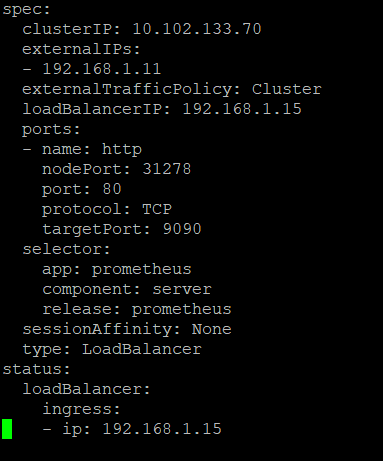 spec:
  clusterIP: 10.102.133.70
  externalIPs:
  - 192.168.1.11
  externalTrafficPolicy: Cluster
  loadBalancerIP: 192.168.1.15
  ports:
  - name: http
    nodePort: 31278
    port: 80
    protocol: TCP
    targetPort: 9090
  selector:
    app: prometheus
    component: server
    release: prometheus
  sessionAffinity: None
  type: LoadBalancer
status:
  loadBalancer:
    ingress:
    - ip: 192.168.1.15